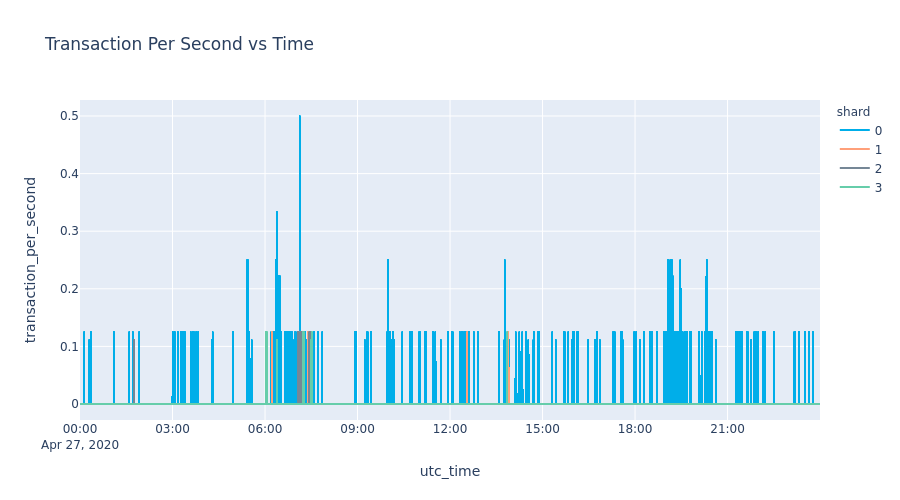 Transaction Per Second vs Time
shard
0
1
2
3
transaction_per_second
0.5
0.4
0.3
0.2
0.1
0
00:00 03:00 06:00 09:00 12:00 15:00 18:00 21:00
Apr 27, 2020
utc_time